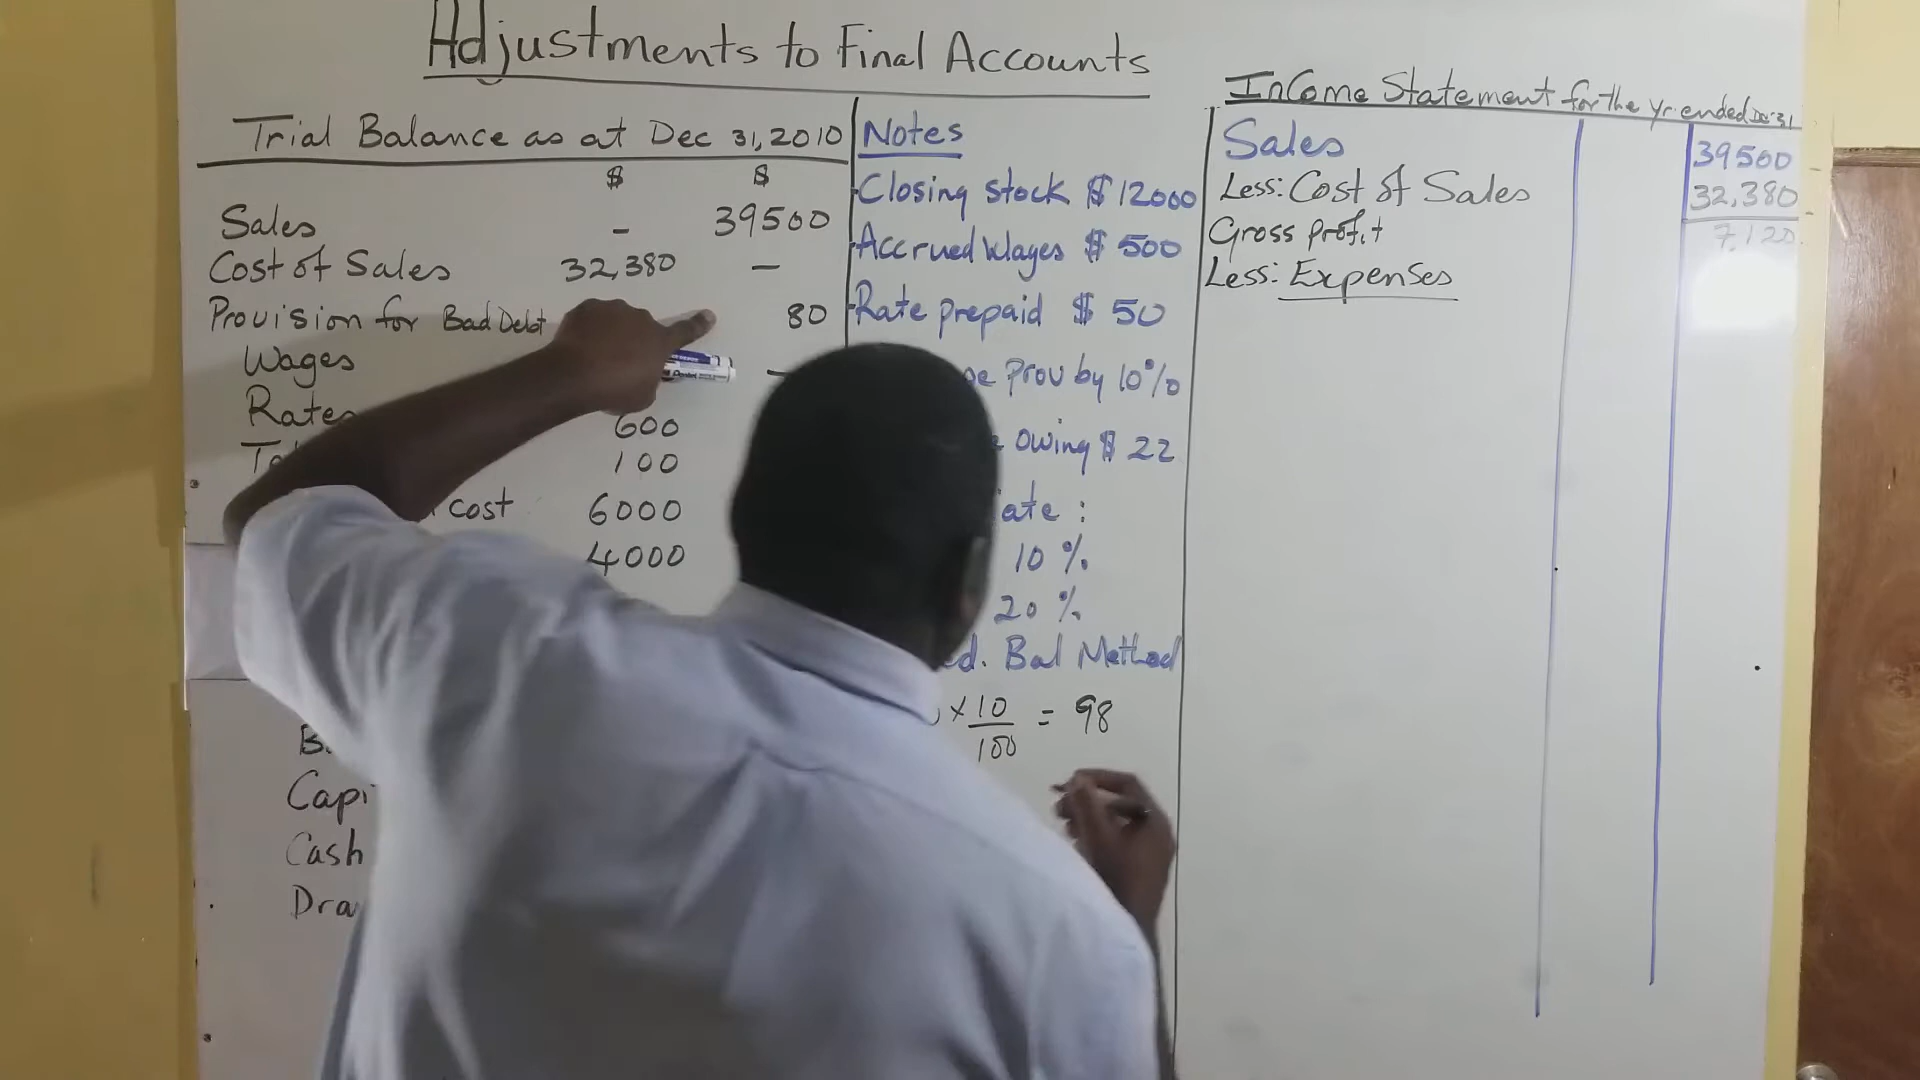 Adjustments to Final Accounts
Trial Balance as at Dec 31, 2010
$ $
Sales - 39500
Cost of Sales 32,380 -
Provision for Bad Debt 80
Wages -
Rates 600
100
cost 6000
4000
Capi
Cash
Dra
Notes
Closing stock $ 12000
Accrued Wages $ 500
Rate prepaid $ 50
Prov by 10%
owing $ 22
ate :
10 %
20 %
d. Bal Method
x 10/100 = 98
Income Statement for the yr ended Dec 31
Sales 39500
Less: Cost of Sales 32,380
Gross Profit 7,120
Less: Expenses